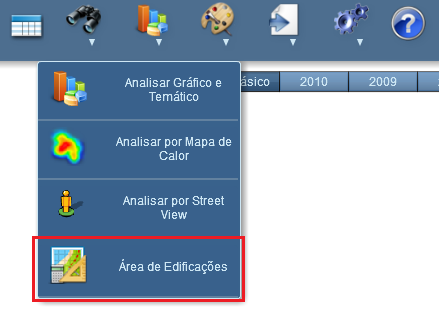 Analisar Gráfico e
Temático
ásico
2010
2009
Analisar por Mapa de
Calor
Analisar por Street
View
Área de Edificações